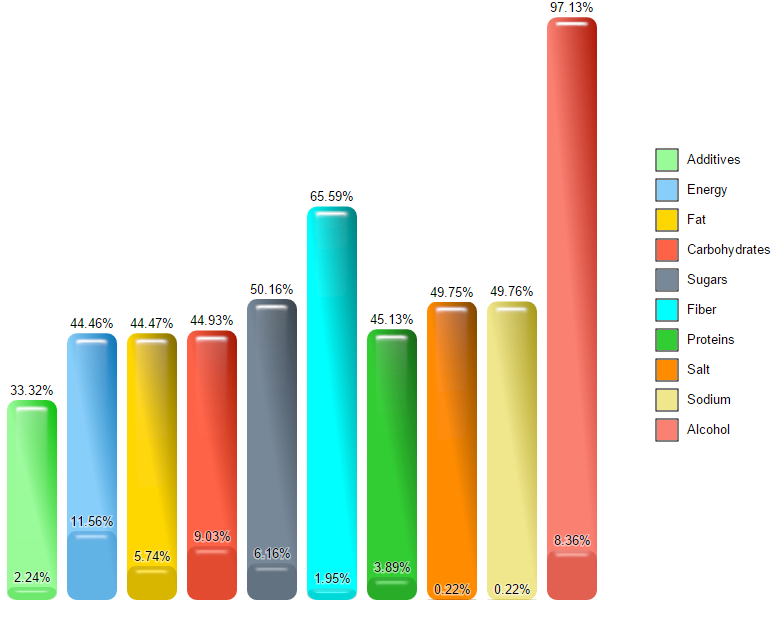 97.13%
65.59%
50.16%
49.75%
49.76%
44.46%
44.47%
44.93%
45.13%
33.32%
11.56%
9.03%
8.36%
5.74%
6.16%
3.89%
2.24%
1.95%
0.22%
0.22%
Additives
Energy
Fat
Carbohydrates
Sugars
Fiber
Proteins
Salt
Sodium
Alcohol